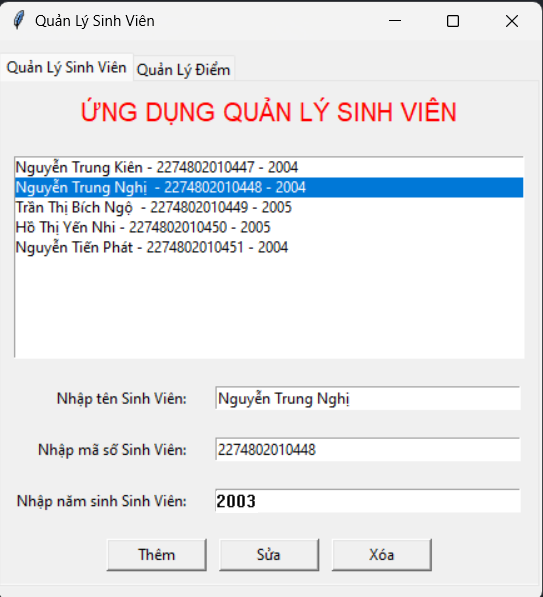 Quản Lý Sinh Viên
Quản Lý Sinh Viên Quản Lý Điểm
ỨNG DỤNG QUẢN LÝ SINH VIÊN
Nguyễn Trung Kiên - 2274802010447 - 2004
Nguyễn Trung Nghị  - 2274802010448 - 2004
Trần Thị Bích Ngộ  - 2274802010449 - 2005
Hồ Thị Yến Nhi - 2274802010450 - 2005
Nguyễn Tiến Phát - 2274802010451 - 2004
Nhập tên Sinh Viên: Nguyễn Trung Nghị
Nhập mã số Sinh Viên: 2274802010448
Nhập năm sinh Sinh Viên: 2003
Thêm Sửa Xóa